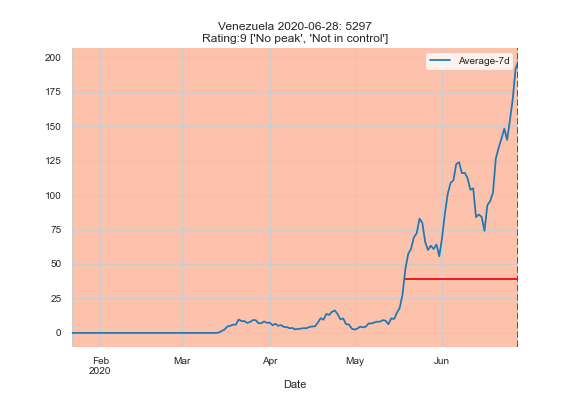 Venezuela 2020-06-28: 5297
Rating:9 ['No peak', 'Not in control']
Average-7d
200
175
150
125
100
75
50
25
0
Feb
2020
Mar
Apr
May
Jun
Date